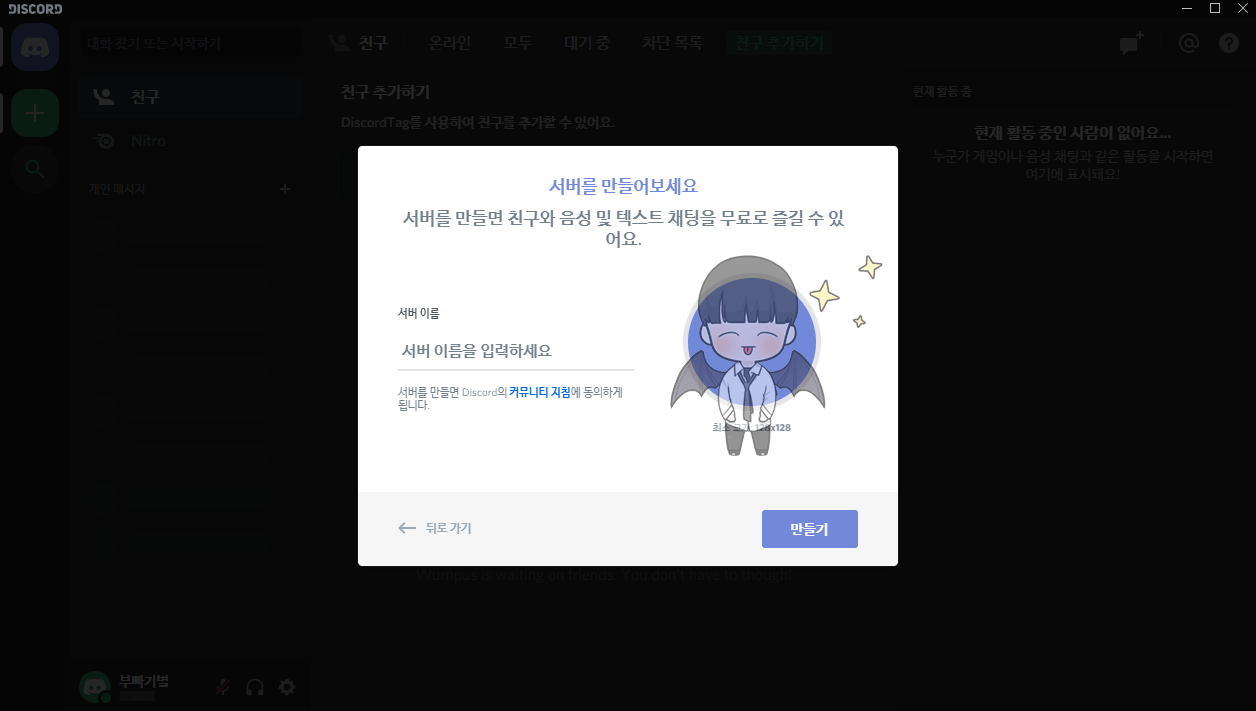 DISCORD
대화 찾기 또는 시작하기
친구 온라인 모두 대기 중 차단 목록 친구 추가하기
친구
Nitro
개인 메시지
친구 추가하기
DiscordTag를 사용하여 친구를 추가할 수 있어요.
현재 활동 중
현재 활동 중인 사람이 없어요...
누군가 게임이나 음성 채팅과 같은 활동을 시작하면
여기에 표시돼요!
서버를 만들어보세요
서버를 만들면 친구와 음성 및 텍스트 채팅을 무료로 즐길 수 있
어요.
서버 이름
서버 이름을 입력하세요
서버를 만들면 Discord의 커뮤니티 지침에 동의하게
됩니다.
최소 크기: 128x128
뒤로 가기
만들기
Wumpus is waiting on friends. You don't have to though!
부빠기별